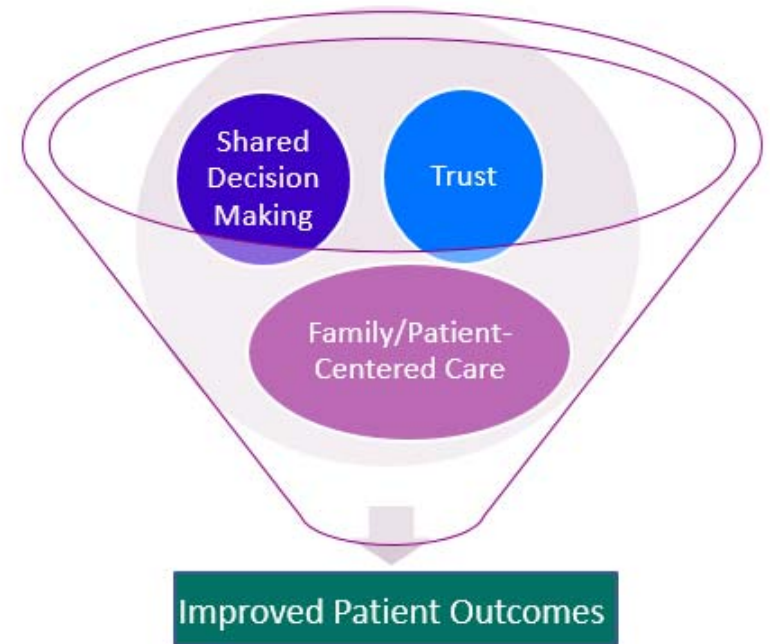 Shared
Decision
Making
Trust
Family/Patient-
Centered Care
Improved Patient Outcomes